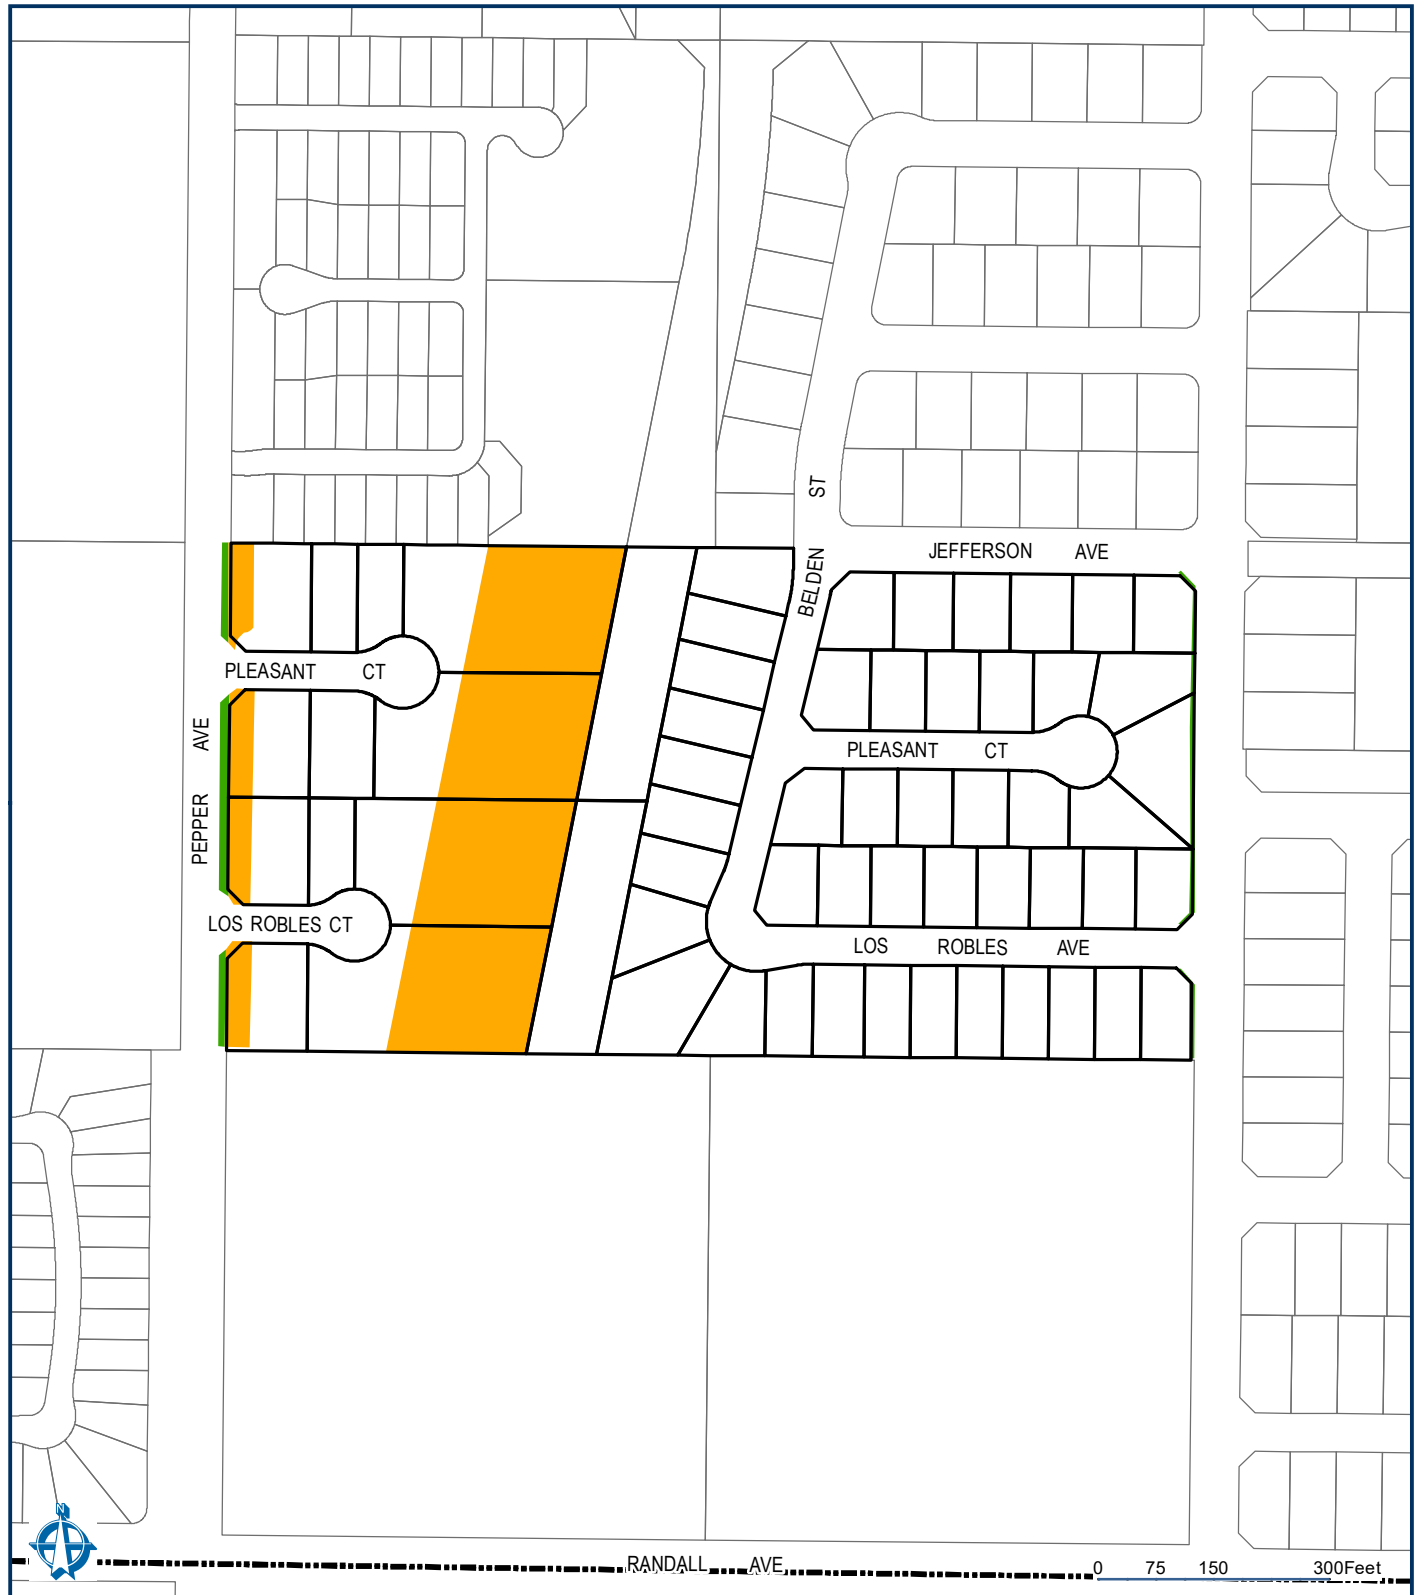 ST
JEFFERSON AVE
BELDEN
PLEASANT CT
AVE
PLEASANT CT
PEPPER
LOS ROBLES CT
LOS ROBLES AVE
N
RANDALL AVE
0 75 150 300Feet